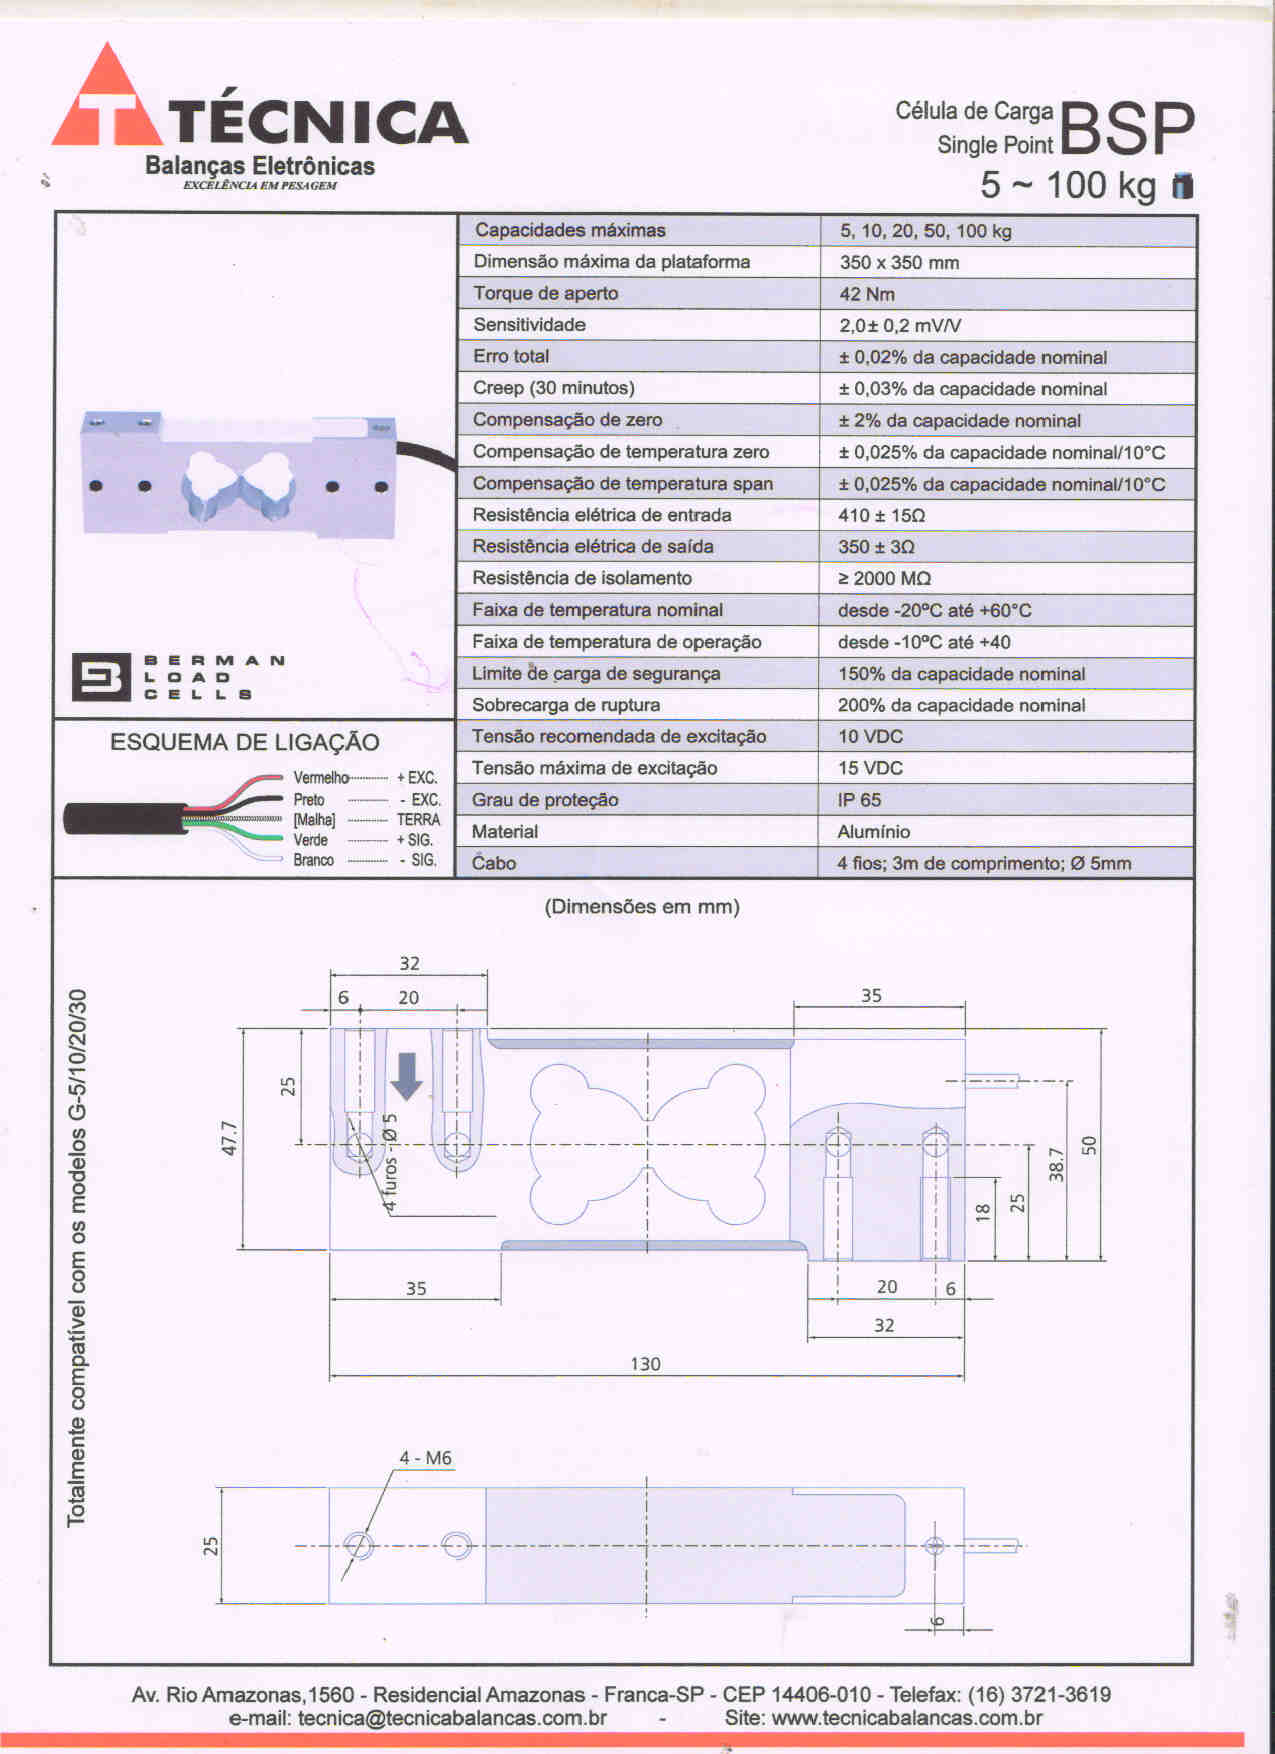 T TÉCNICA
Balanças Eletrônicas
EXCELÊNCIA EM PESAGEM
Célula de Carga
Single Point
BSP
5 ~ 100 kg
Capacidades máximas 5, 10, 20, 50, 100 kg
Dimensão máxima da plataforma 350 x 350 mm
Torque de aperto 42 Nm
Sensitividade 2,0± 0,2 mV/V
Erro total ± 0,02% da capacidade nominal
Creep (30 minutos) ± 0,03% da capacidade nominal
Compensação de zero ± 2% da capacidade nominal
Compensação de temperatura zero ± 0,025% da capacidade nominal/10°C
Compensação de temperatura span ± 0,025% da capacidade nominal/10°C
Resistência elétrica de entrada 410 ± 15Ω
Resistência elétrica de saída 350 ± 3Ω
Resistência de isolamento ≥ 2000 MΩ
Faixa de temperatura nominal desde -20ºC até +60°C
Faixa de temperatura de operação desde -10ºC até +40
Limite de carga de segurança 150% da capacidade nominal
Sobrecarga de ruptura 200% da capacidade nominal
Tensão recomendada de excitação 10 VDC
Tensão máxima de excitação 15 VDC
Grau de proteção IP 65
Material Alumínio
Cabo 4 fios; 3m de comprimento; Ø 5mm
BERMAN
LOAD
CELLS
ESQUEMA DE LIGAÇÃO
Vermelho ............ + EXC.
Preto ............ - EXC.
[Malha] ............ TERRA
Verde ............ + SIG.
Branco ............ - SIG.
(Dimensões em mm)
Totalmente compatível com os modelos G-5/10/20/30
32
6 20
35
25
47.7
4 furos - Ø 5
18
25
38.7
50
35
20 6
32
130
4 - M6
25
6
Av. Rio Amazonas,1560 - Residencial Amazonas - Franca-SP - CEP 14406-010 - Telefax: (16) 3721-3619
e-mail: tecnica@tecnicabalancas.com.br - Site: www.tecnicabalancas.com.br